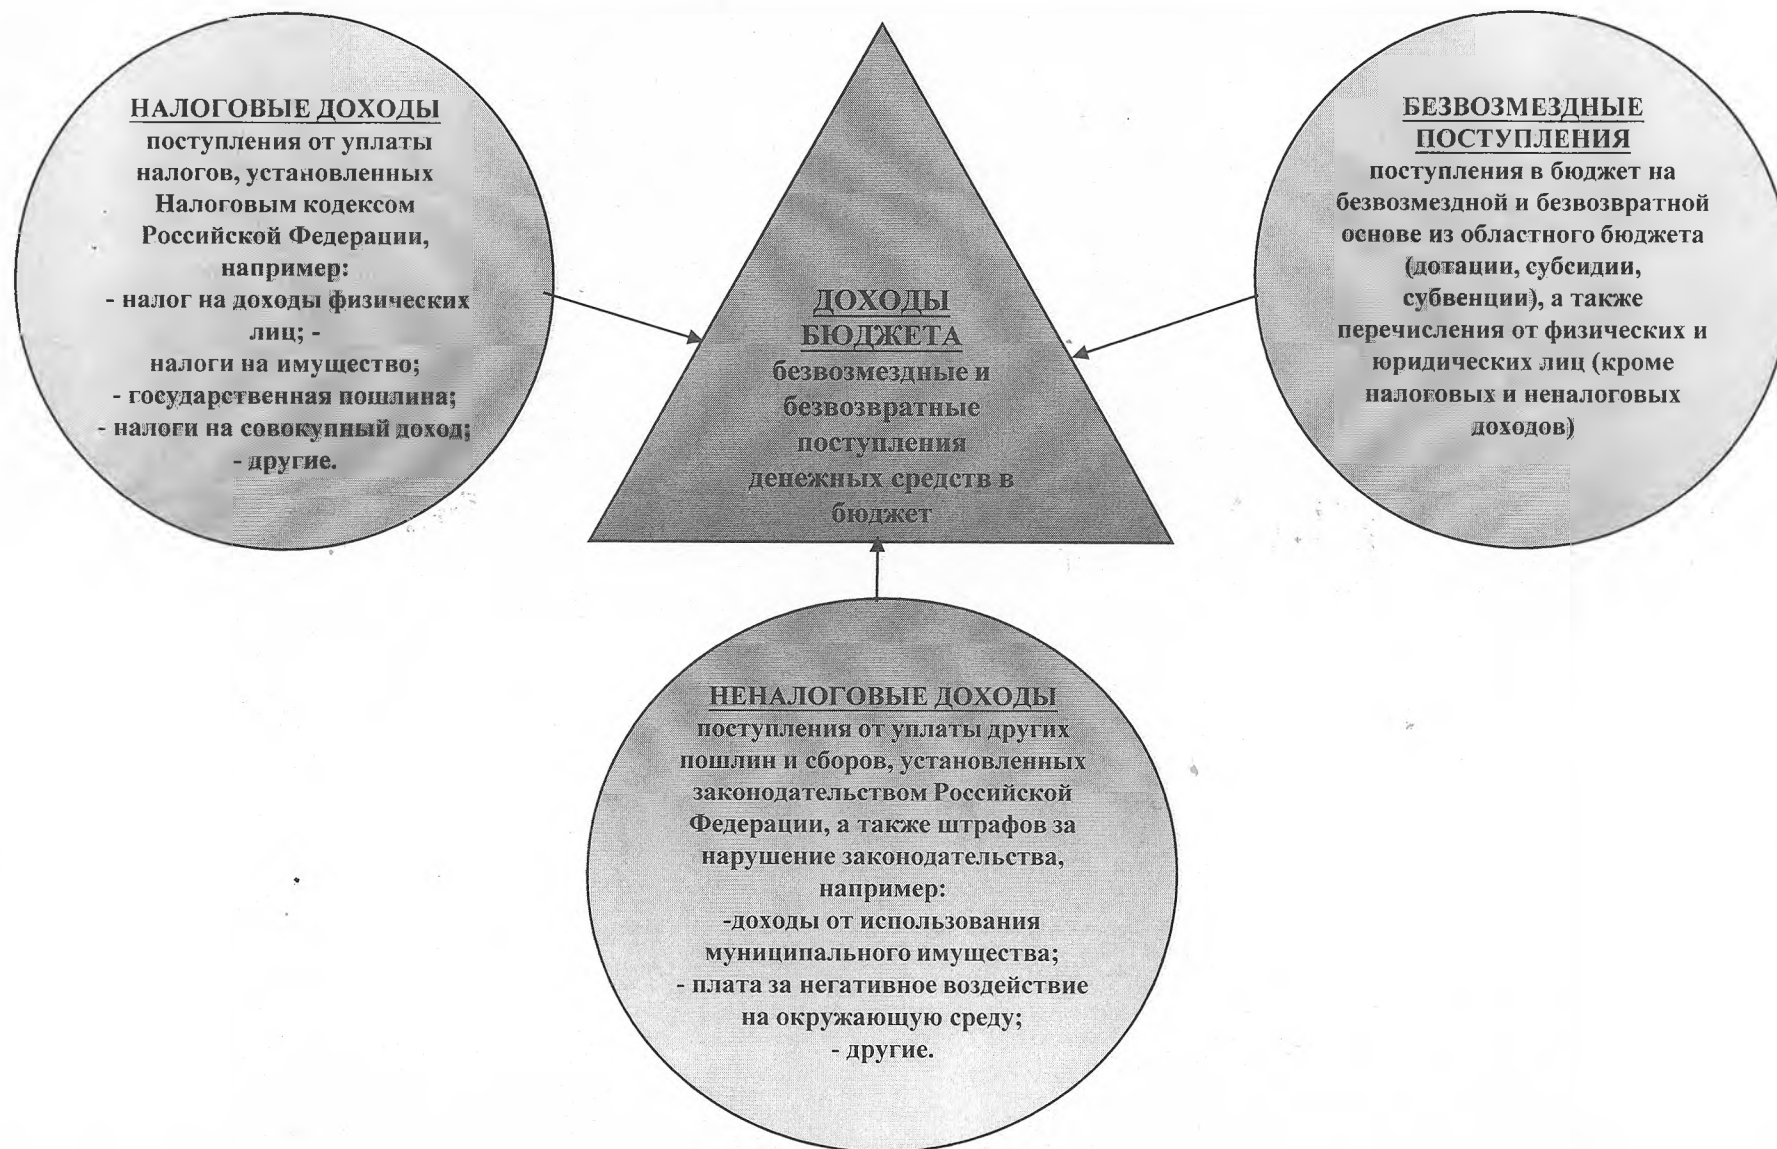 НАЛОГОВЫЕ ДОХОДЫ
поступления от уплаты
налогов, установленных
Налоговым кодексом
Российской Федерации,
например:
- налог на доходы физических
лиц; -
налоги на имущество;
- государственная пошлина;
- налоги на совокупный доход;
- другие.
ДОХОДЫ
БЮДЖЕТА
безвозмездные и
безвозвратные
поступления
денежных средств в
бюджет
БЕЗВОЗМЕЗДНЫЕ
ПОСТУПЛЕНИЯ
поступления в бюджет на
безвозмездной и безвозвратной
основе из областного бюджета
(дотации, субсидии,
субвенции), а также
перечисления от физических и
юридических лиц (кроме
налоговых и неналоговых
доходов)
НЕНАЛОГОВЫЕ ДОХОДЫ
поступления от уплаты других
пошлин и сборов, установленных
законодательством Российской
Федерации, а также штрафов за
нарушение законодательства,
например:
-доходы от использования
муниципального имущества;
- плата за негативное воздействие
на окружающую среду;
- другие.